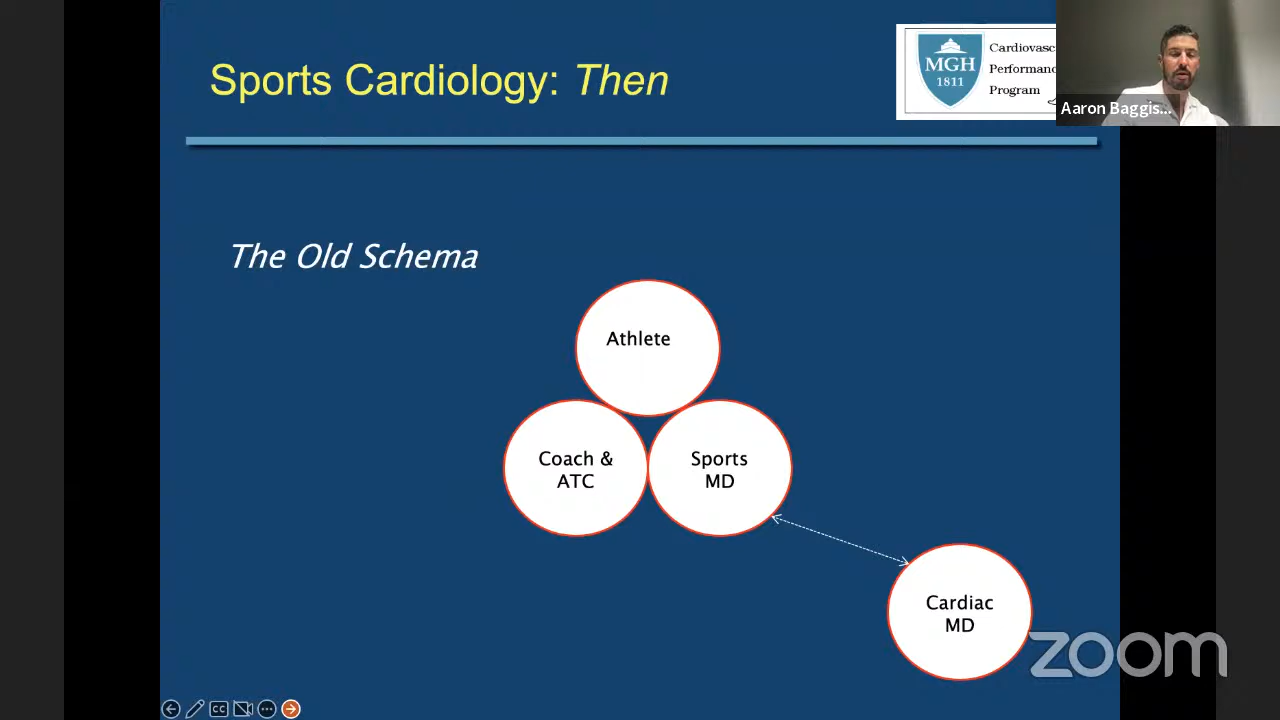 Sports Cardiology: Then
MGH
1811
Cardiovasc
Performanc
Program
Aaron Baggis...
The Old Schema
Athlete
Coach &
ATC
Sports
MD
Cardiac
MD
zoom
CC